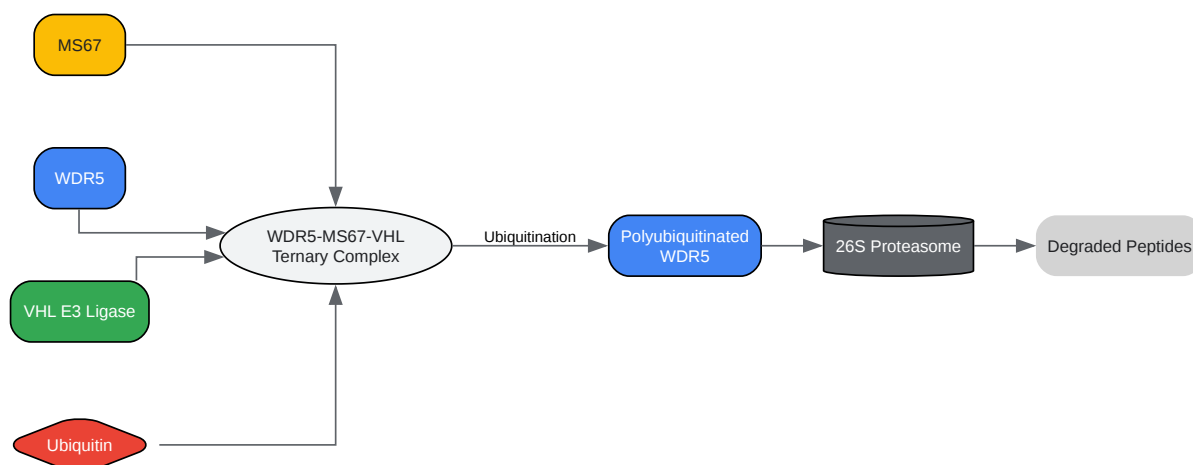 MS67
WDR5
VHL E3 Ligase
Ubiquitin
WDR5-MS67-VHL
Ternary Complex
Ubiquitination
Polyubiquitinated
WDR5
26S Proteasome
Degraded Peptides